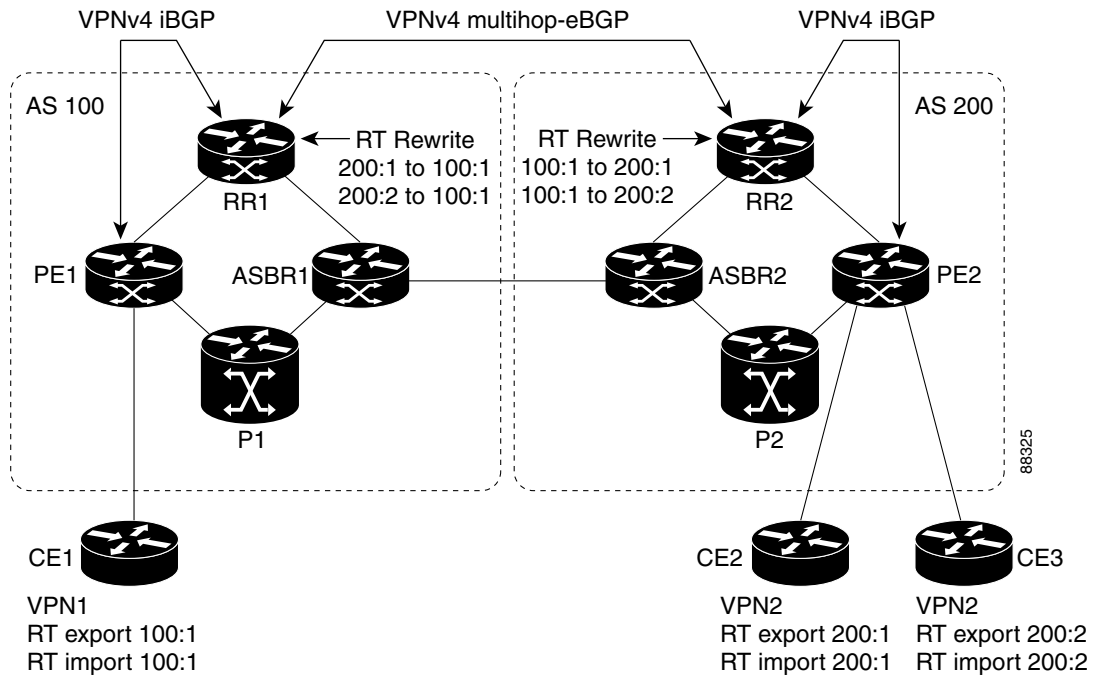 VPNv4 iBGP
VPNv4 multihop-eBGP
VPNv4 iBGP
AS 100
AS 200
RT Rewrite
200:1 to 100:1
200:2 to 100:1
RT Rewrite
100:1 to 200:1
100:1 to 200:2
RR1
RR2
PE1
ASBR1
ASBR2
PE2
P1
P2
88325
CE1
CE2
CE3
VPN1
RT export 100:1
RT import 100:1
VPN2
RT export 200:1
RT import 200:1
VPN2
RT export 200:2
RT import 200:2